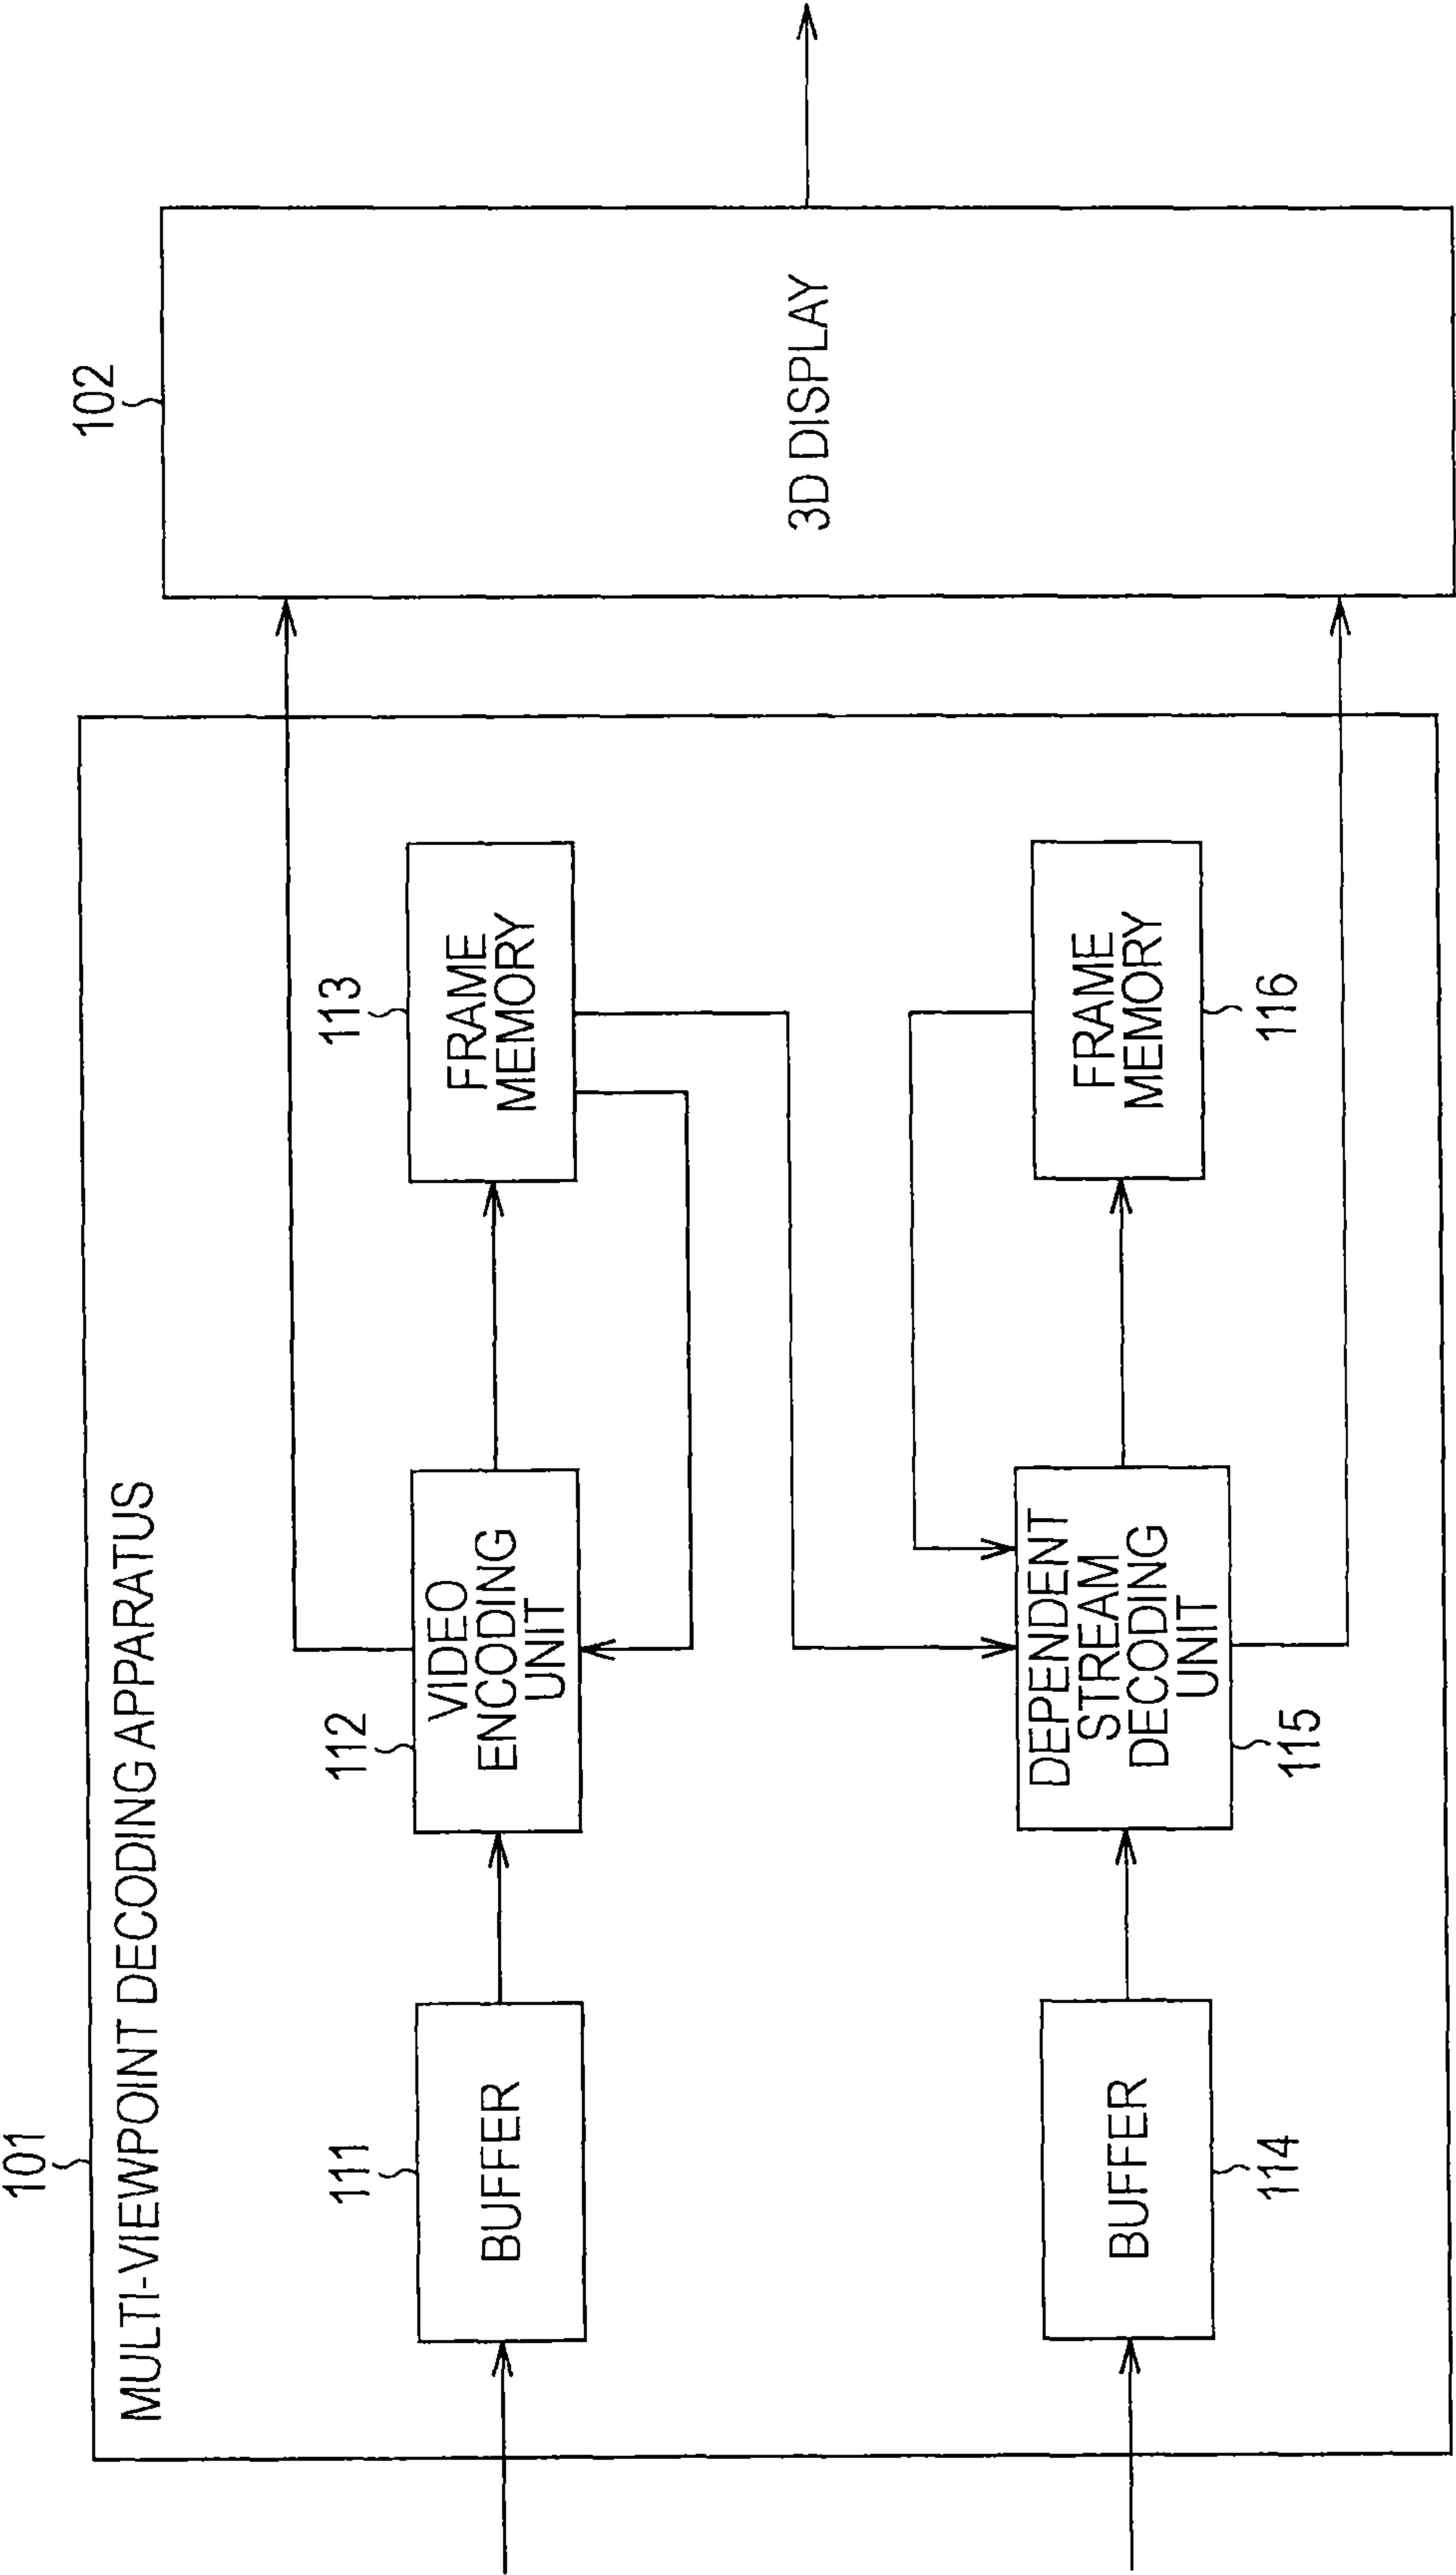 101
MULTI-VIEWPOINT DECODING APPARATUS
111
BUFFER
112
VIDEO
ENCODING
UNIT
113
FRAME
MEMORY
114
BUFFER
115
DEPENDENT
STREAM
DECODING
UNIT
116
FRAME
MEMORY
102
3D DISPLAY